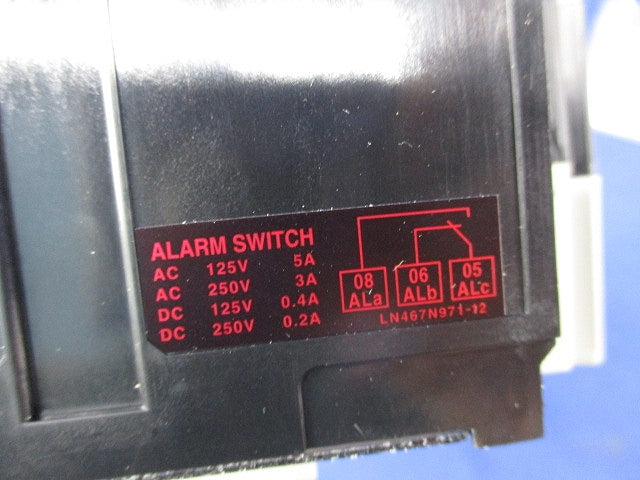 ALARM SWITCH
AC 125V 5A
AC 250V 3A
DC 125V 0.4A
DC 250V 0.2A
08 06 05
ALa ALb ALc
LN467N971-12